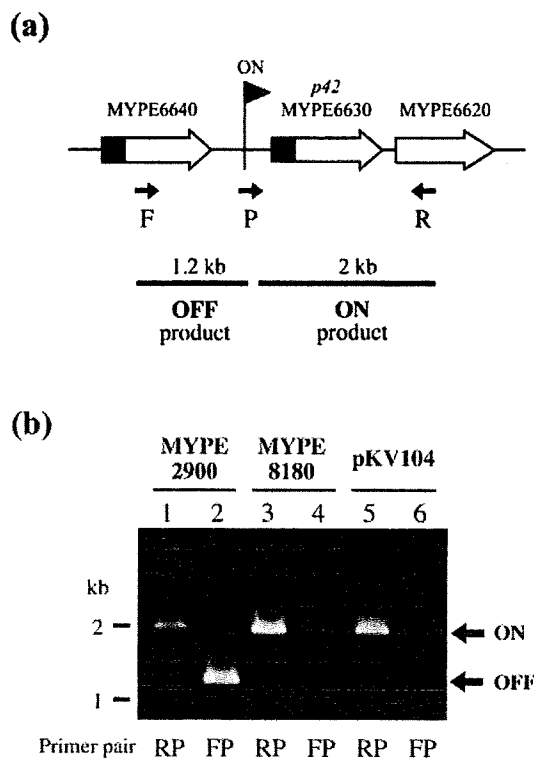 (a)
ON
p42
MYPE6640 MYPE6630 MYPE6620
F P R
1.2 kb 2 kb
OFF ON
product product
(b)
MYPE MYPE
2900 8180 pKV104
1 2 3 4 5 6
kb
2 ON
OFF
1
Primer pair RP FP RP FP RP FP